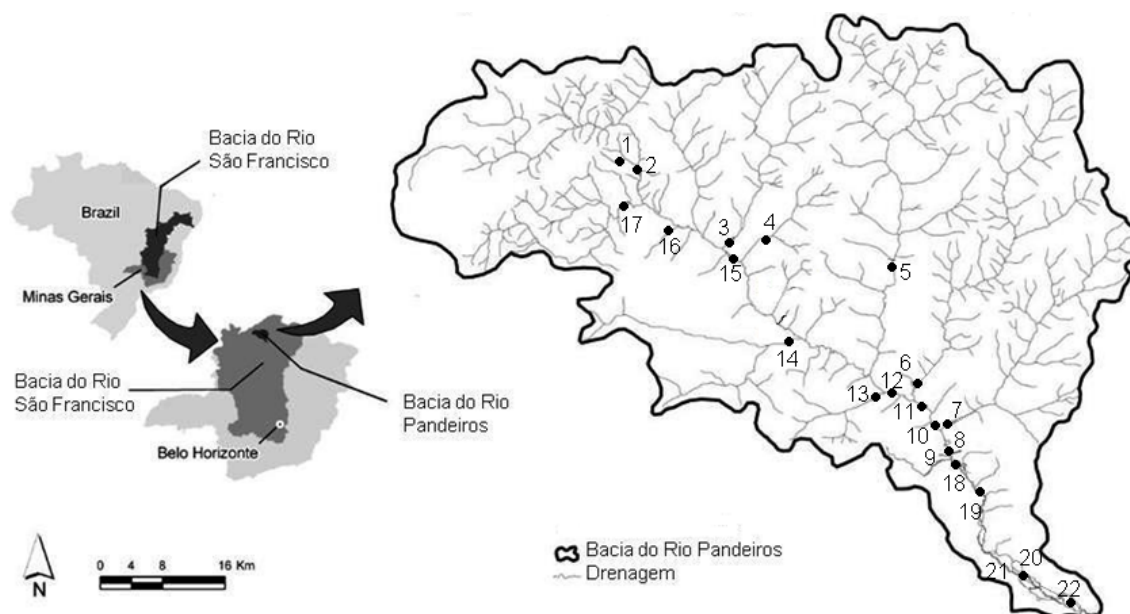 Bacia do Rio
São Francisco
Brazil
Minas Gerais
Bacia do Rio
São Francisco
Bacia do Rio
Pandeiros
Belo Horizonte
N
0 4 8 16 Km
1
2
17
16
3
4
15
5
14
6
12
13
11
7
10
8
9
18
19
20
21
22
Bacia do Rio Pandeiros
Drenagem